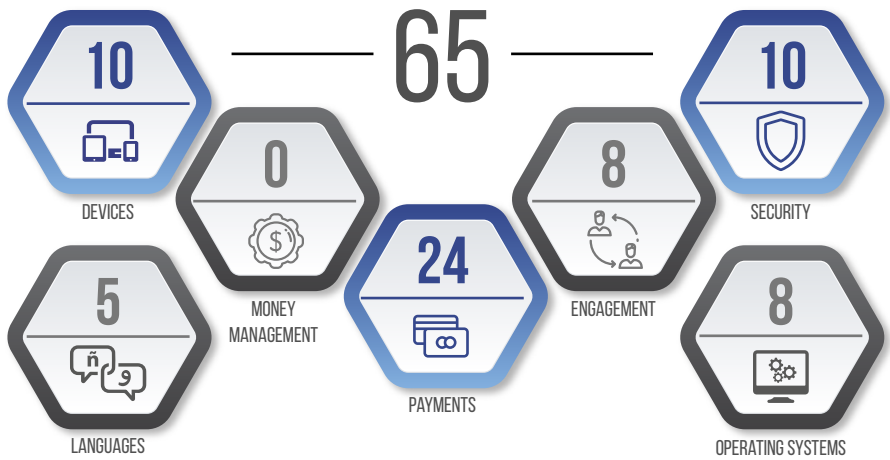 65
10
DEVICES
0
MONEY
MANAGEMENT
24
PAYMENTS
8
ENGAGEMENT
10
SECURITY
5
ñ
و
LANGUAGES
8
OPERATING SYSTEMS